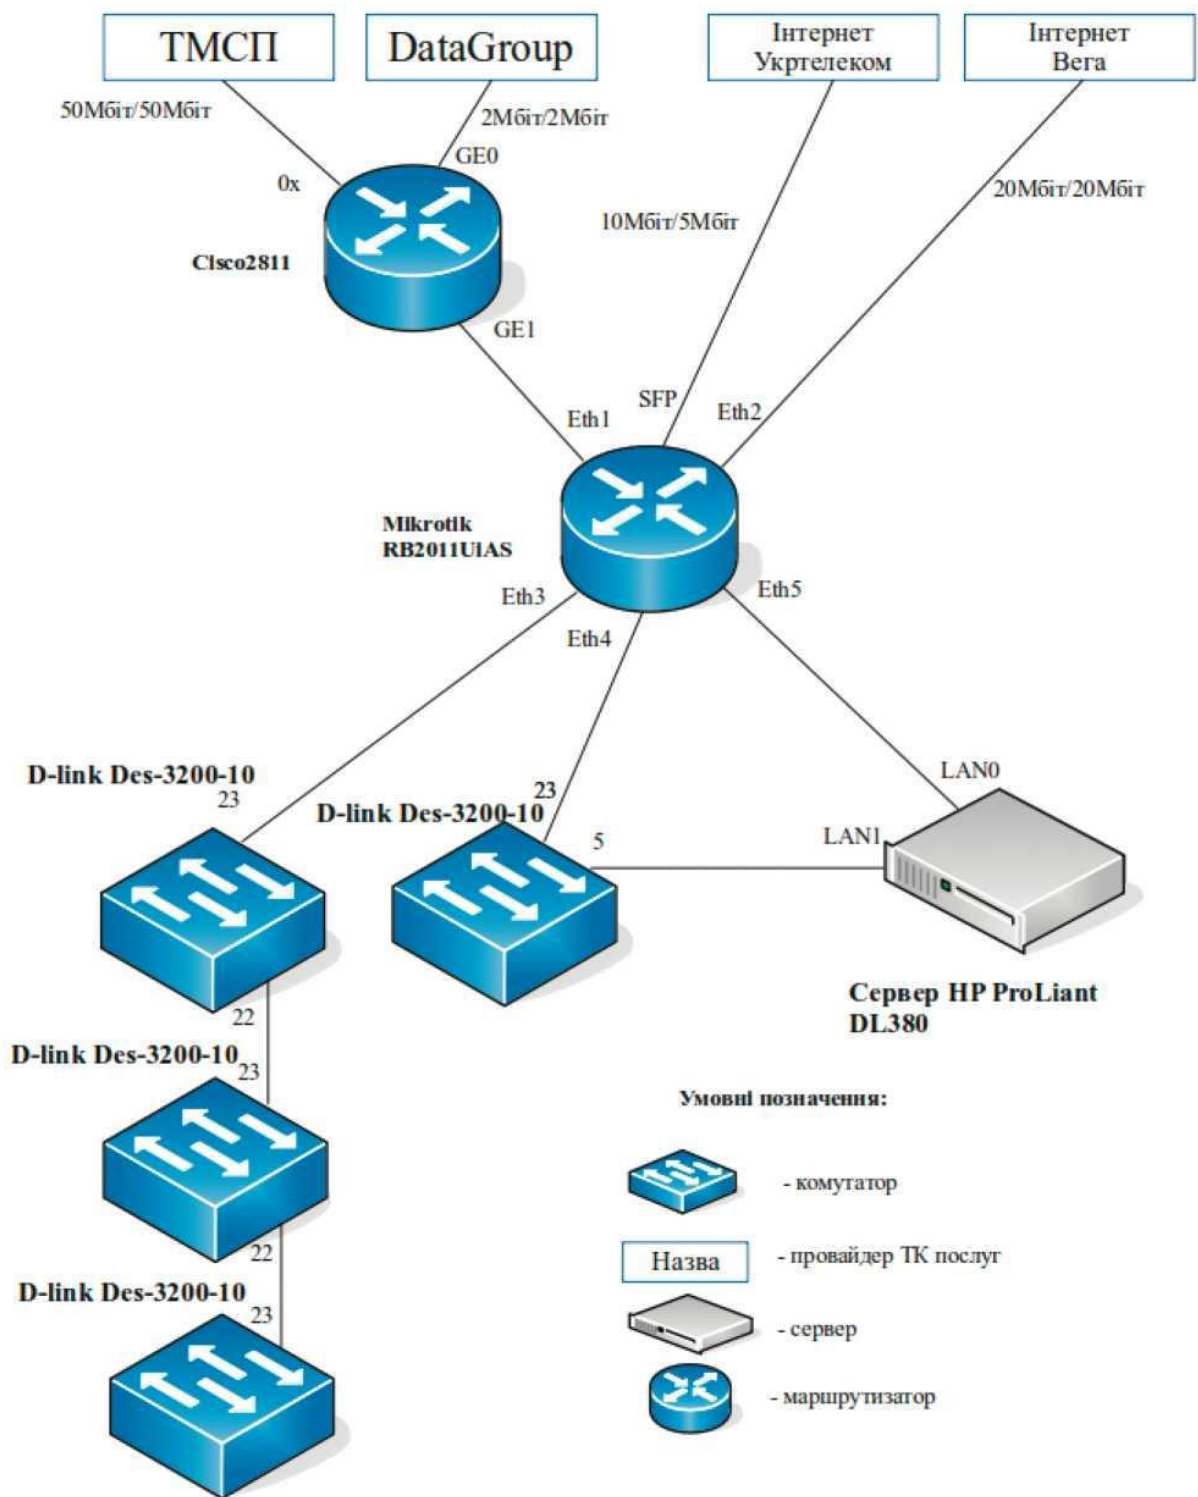 ТМСП
DataGroup
Інтернет
Укртелеком
Інтернет
Вега
50Мбіт/50Мбіт
2Мбіт/2Мбіт
GE0
0x
20Мбіт/20Мбіт
10Мбіт/5Мбіт
Cisco2811
GE1
SFP
Eth2
Eth1
Mikrotik
RB2011UiAS
Eth3
Eth5
Eth4
D-link Des-3200-10
23
LAN0
23
D-link Des-3200-10
5
LAN1
Сервер HP ProLiant
DL380
22
D-link Des-3200-10
23
Умовні позначення:
- комутатор
22
Назва
- провайдер ТК послуг
D-link Des-3200-10
23
- сервер
- маршрутизатор